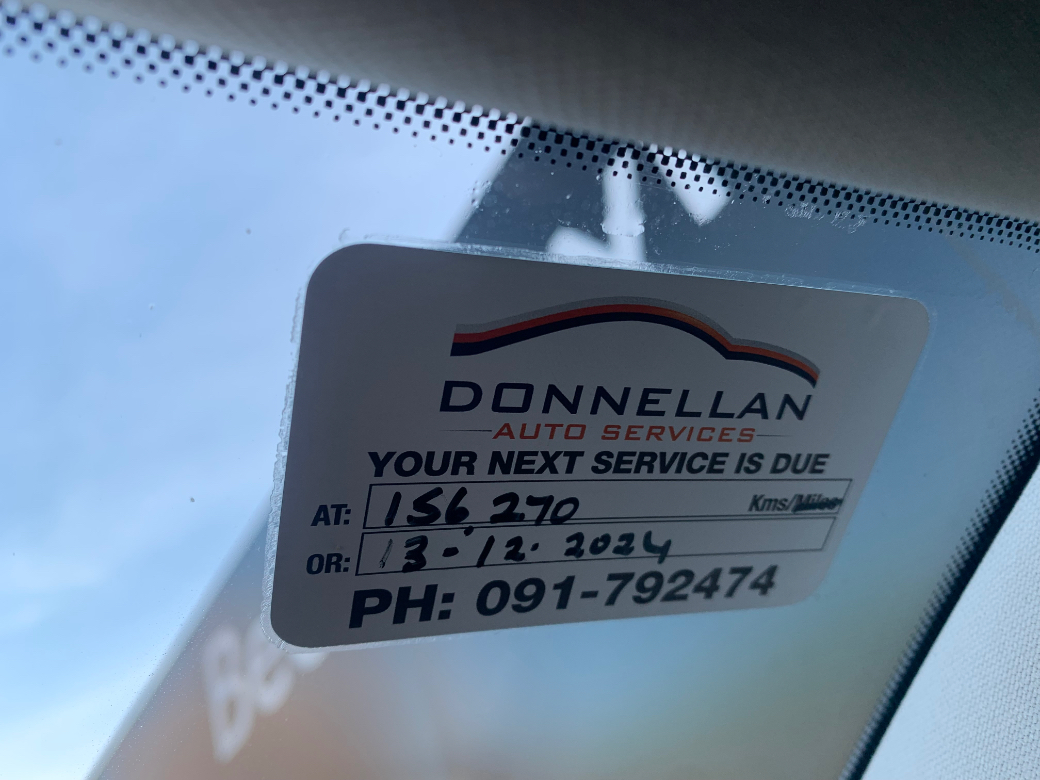 DONNELLAN
AUTO SERVICES
YOUR NEXT SERVICE IS DUE
AT: 156,270 Kms/Miles
OR: 13-12-2024
PH: 091-792474